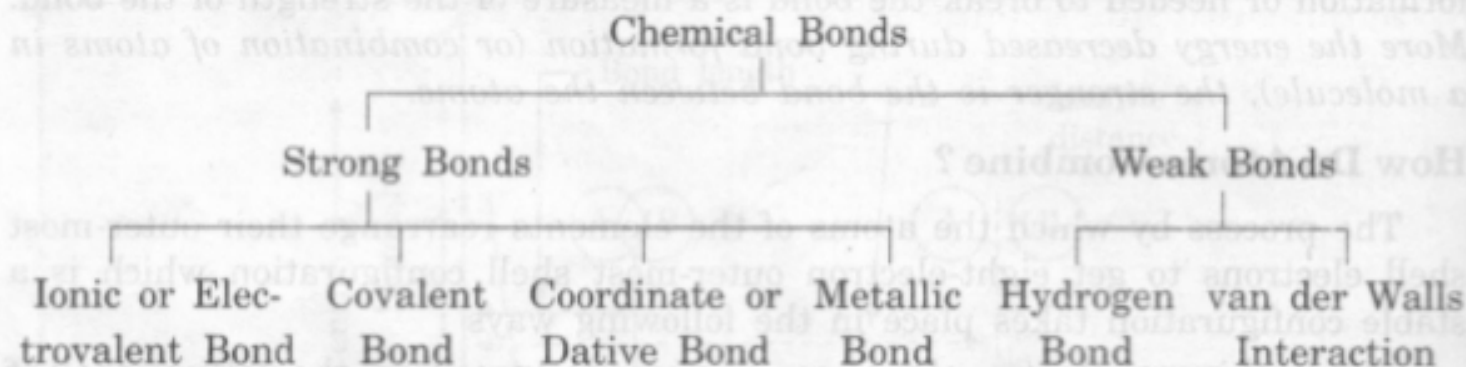 Chemical Bonds
Strong Bonds Weak Bonds
Ionic or Elec- Covalent Coordinate or Metallic Hydrogen van der Walls
trovalent Bond Bond Dative Bond Bond Bond Interaction